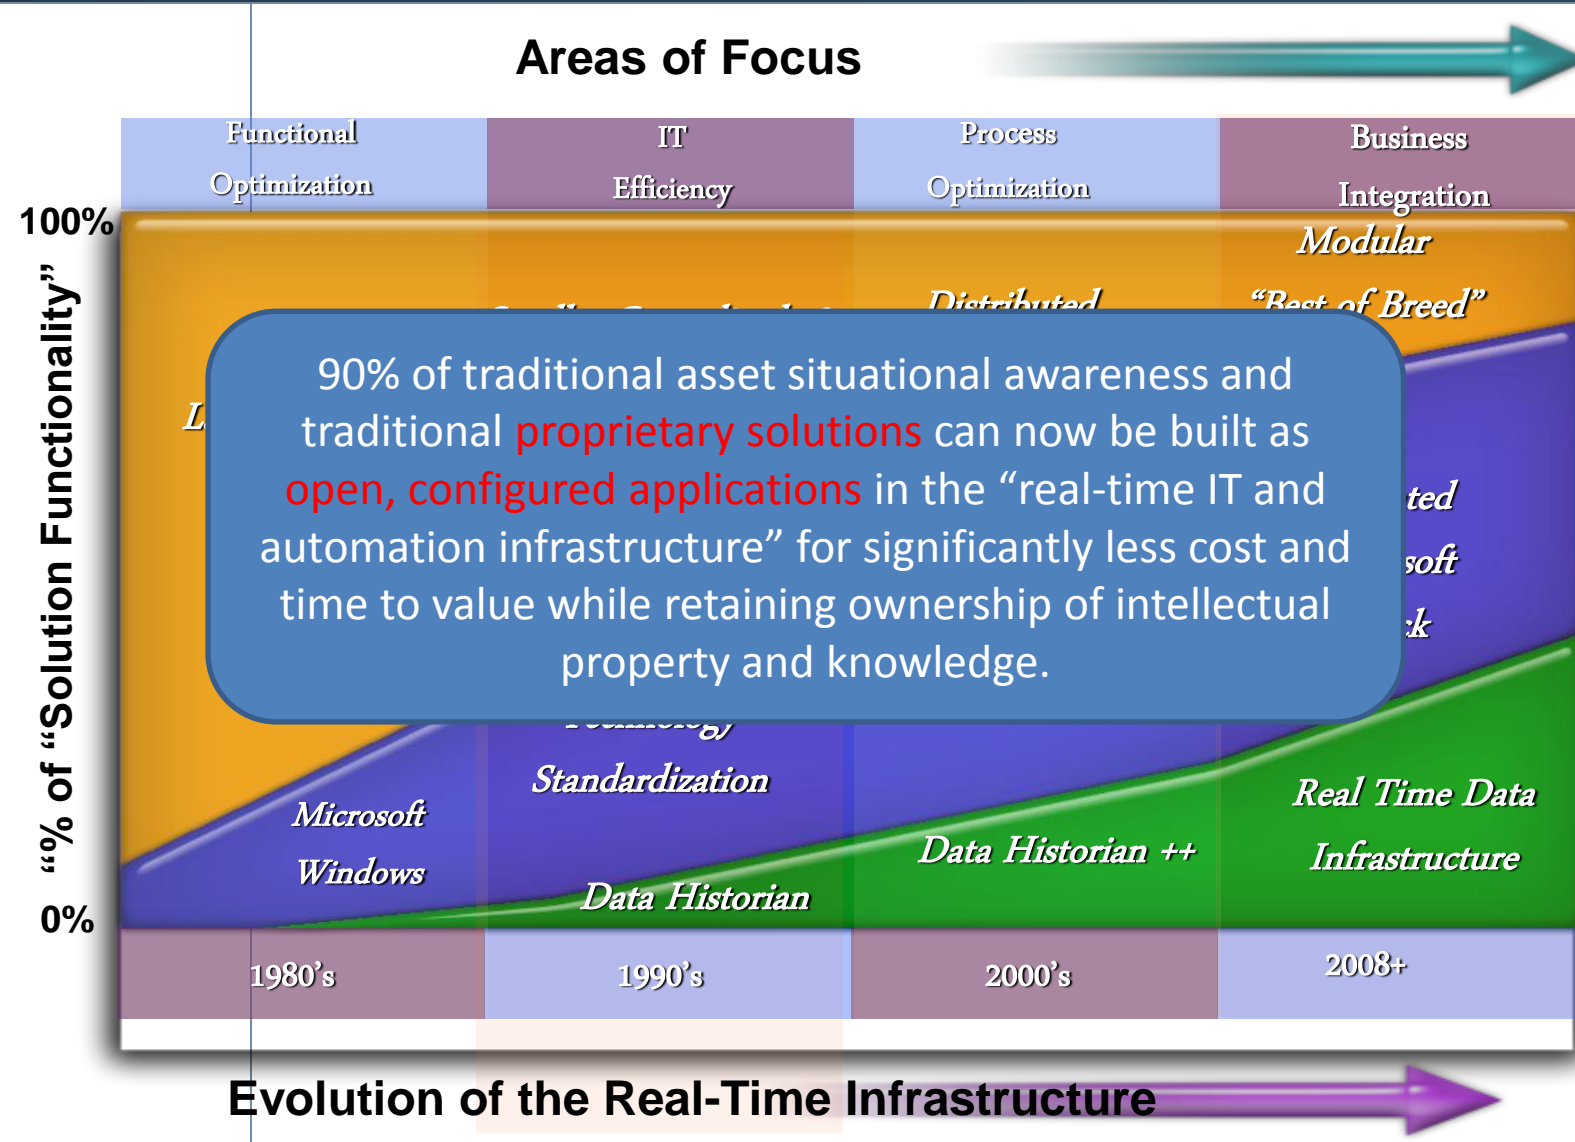 Areas of Focus
Functional
Optimization
IT
Efficiency
Process
Optimization
Business
Integration
100%
"% of “Solution Functionality”
0%
Modular
“Best of Breed”
Distributed
90% of traditional asset situational awareness and
traditional proprietary solutions can now be built as
open, configured applications in the “real-time IT and
automation infrastructure” for significantly less cost and
time to value while retaining ownership of intellectual
property and knowledge.
Technology
Standardization
Microsoft
Windows
Data Historian
Data Historian ++
Real Time Data
Infrastructure
1980’s
1990’s
2000’s
2008+
Evolution of the Real-Time Infrastructure